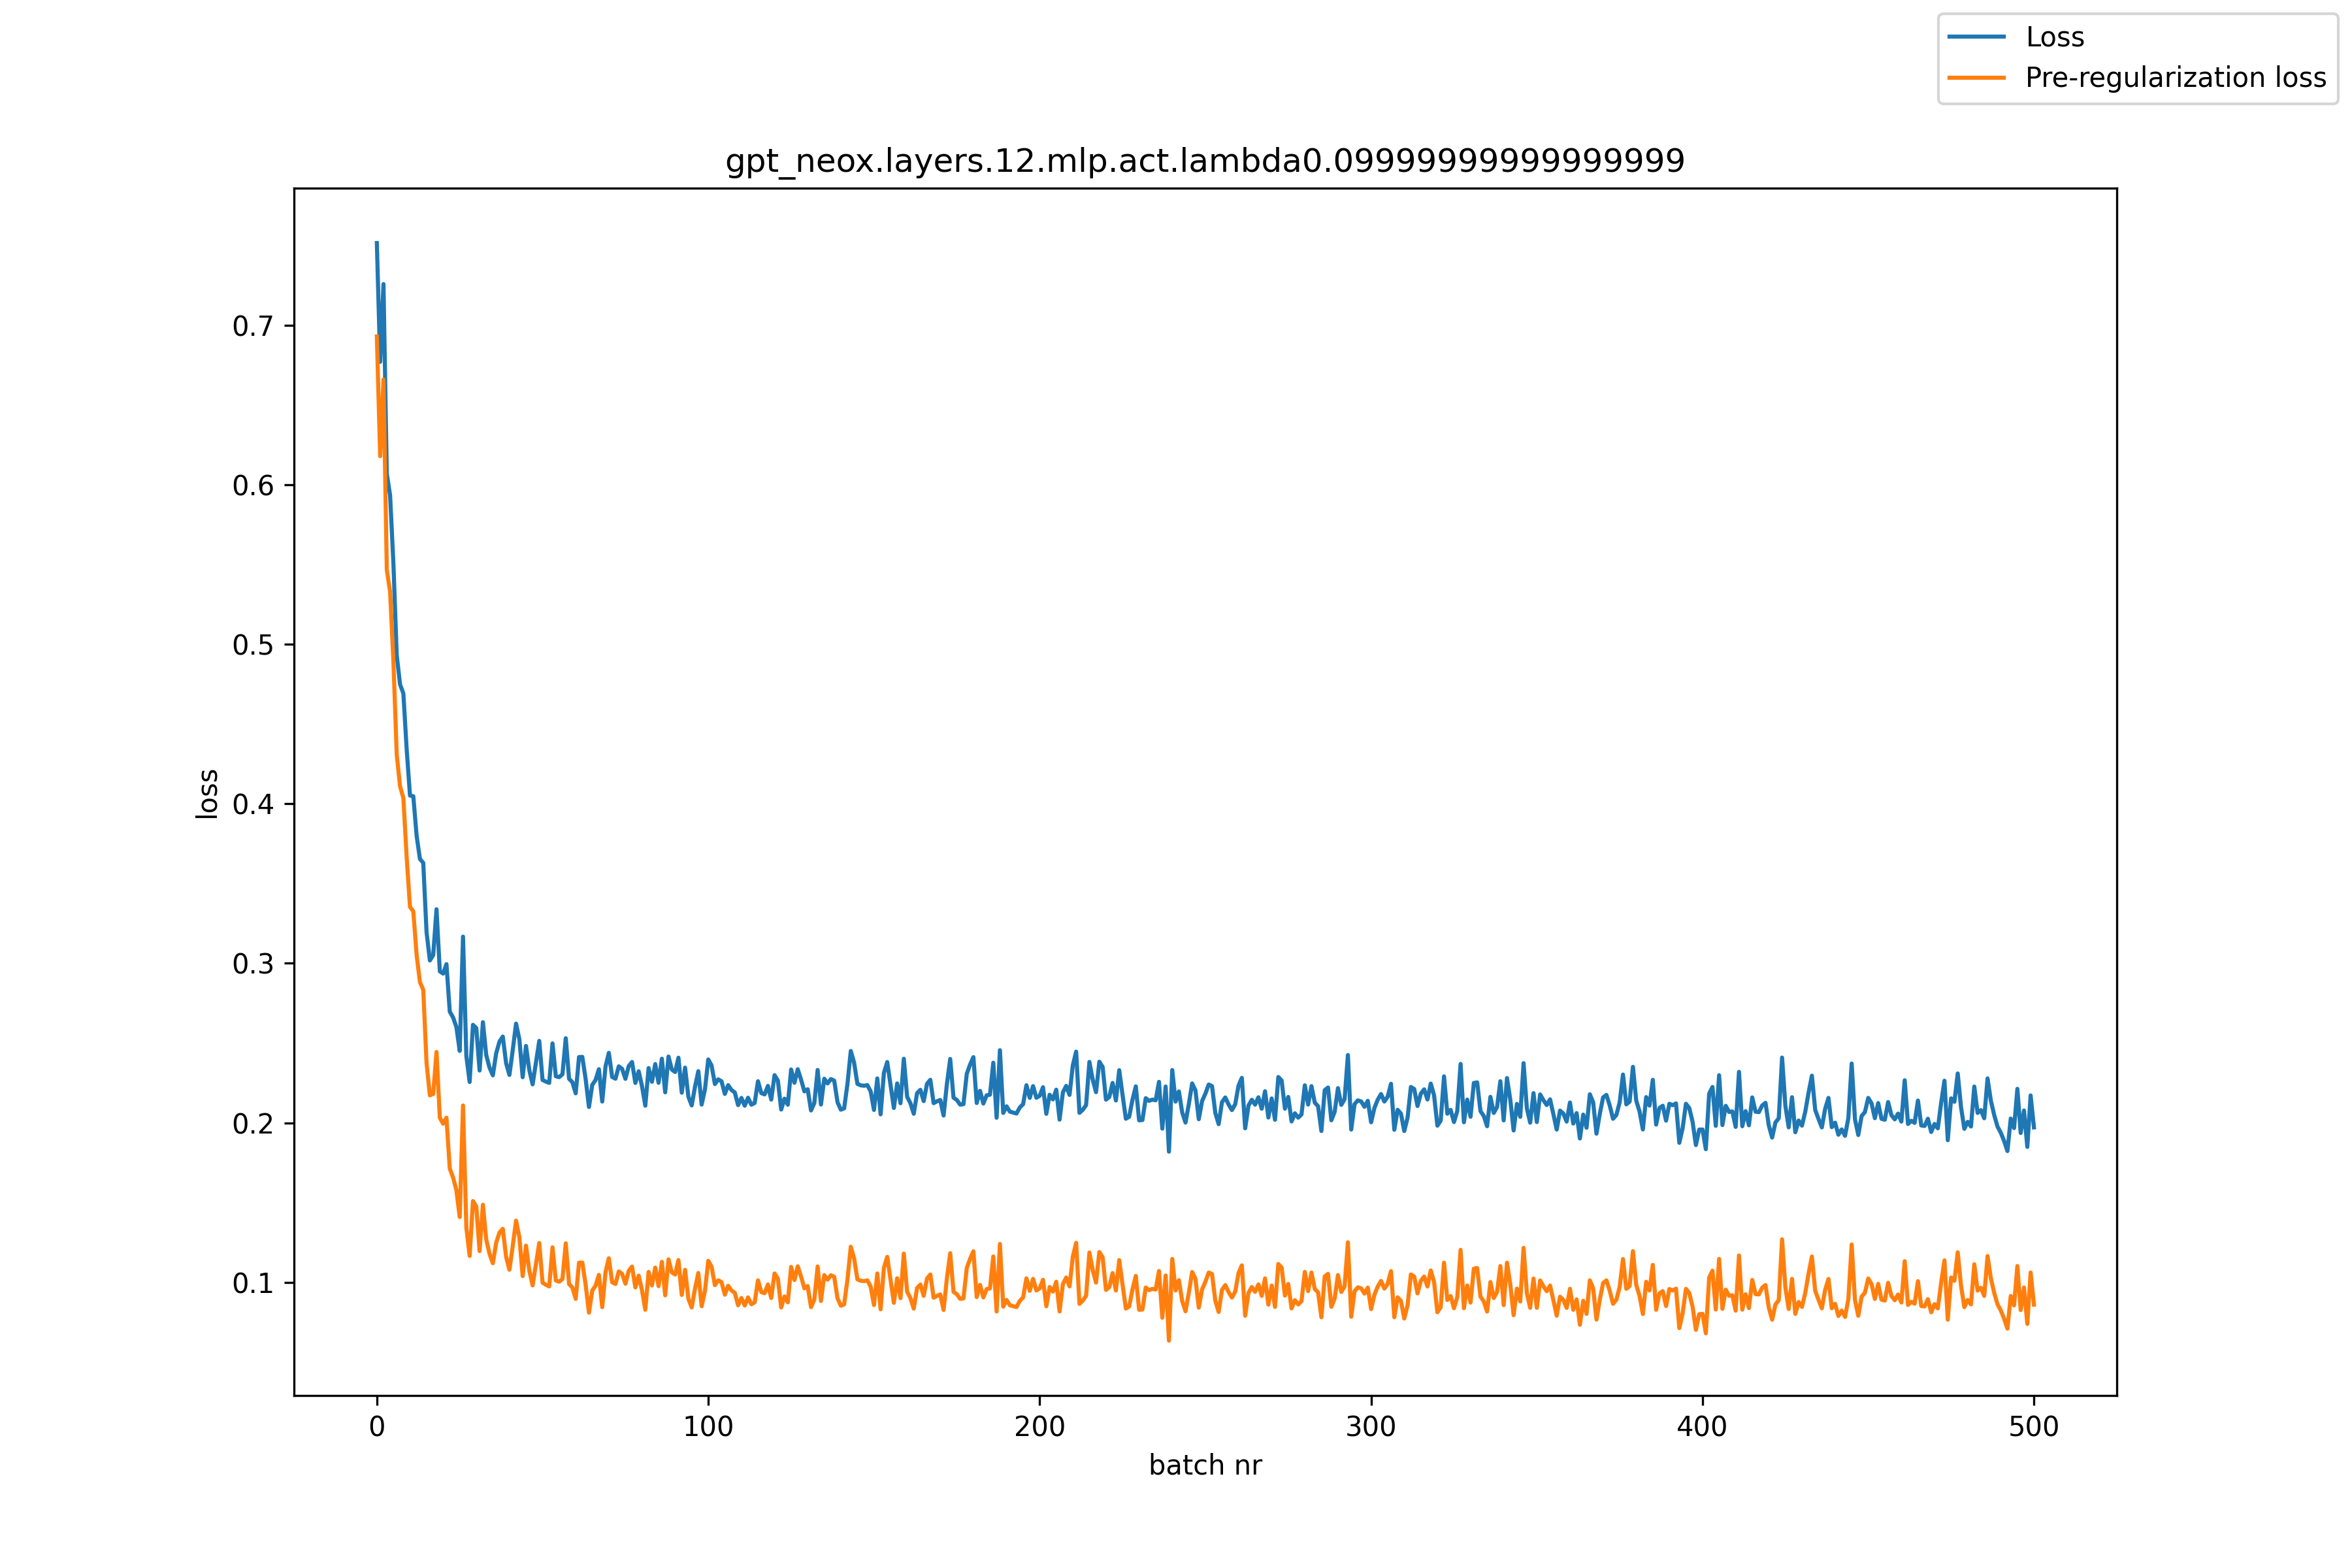 Loss
Pre-regularization loss
gpt_neox.layers.12.mlp.act.lambda0.09999999999999999
loss
0.7
0.6
0.5
0.4
0.3
0.2
0.1
0
100
200
300
400
500
batch nr